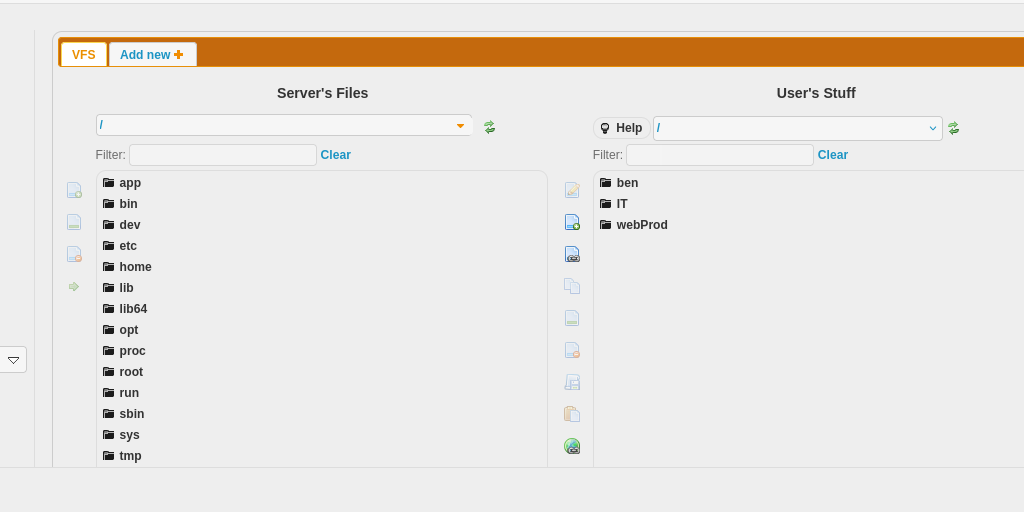 VFS Add new
Server's Files
/
Filter: Clear
app
bin
dev
etc
home
lib
lib64
opt
proc
root
run
sbin
sys
tmp
User's Stuff
Help /
Filter: Clear
ben
IT
webProd